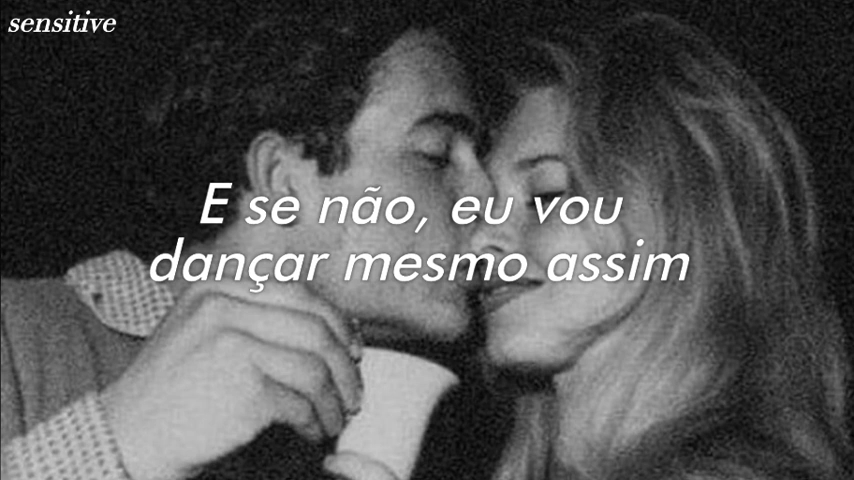 sensitive
E se não, eu vou
dançar mesmo assim